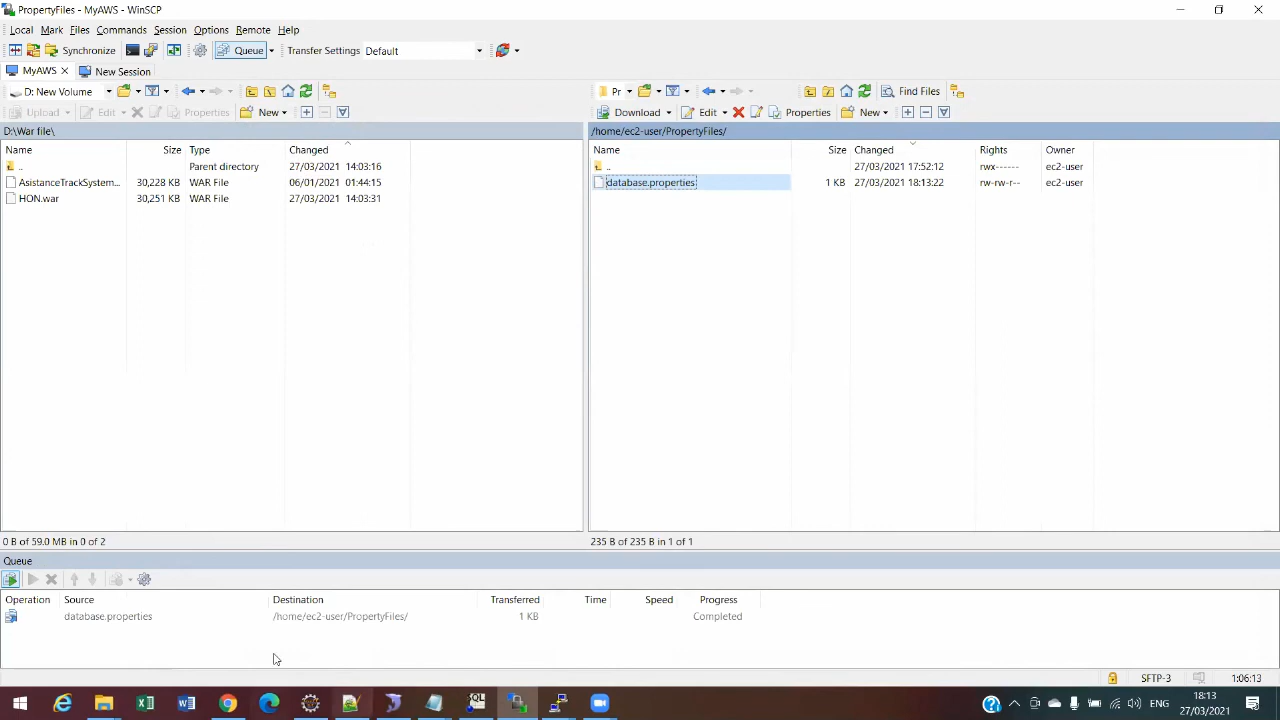 PropertyFiles - MyAWS - WinSCP
Local Mark Files Commands Session Options Remote Help
Synchronize Queue Transfer Settings Default
MyAWS New Session
D: New Volume
Upload Edit Properties New
D:\War file\
Name Size Type Changed
.. Parent directory 27/03/2021 14:03:16
AsistanceTrackSystem... 30,228 KB WAR File 06/01/2021 01:44:15
HON.war 30,251 KB WAR File 27/03/2021 14:03:31
0 B of 59.0 MB in 0 of 2
Pr Find Files
Download Edit Properties New
/home/ec2-user/PropertyFiles/
Name Size Changed Rights Owner
.. 27/03/2021 17:52:12 rwx------ ec2-user
database.properties 1 KB 27/03/2021 18:13:22 rw-rw-r-- ec2-user
235 B of 235 B in 1 of 1
Queue
Operation Source Destination Transferred Time Speed Progress
database.properties /home/ec2-user/PropertyFiles/ 1 KB Completed
SFTP-3 1:06:13
ENG 18:13
27/03/2021